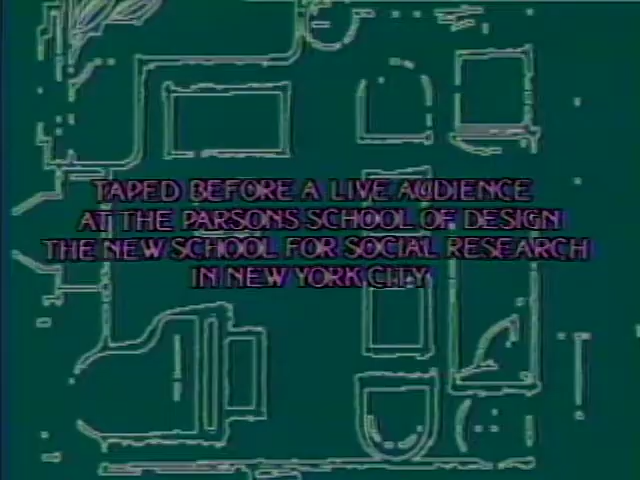 TAPED BEFORE A LIVE AUDIENCE
AT THE PARSONS SCHOOL OF DESIGN
THE NEW SCHOOL FOR SOCIAL RESEARCH
IN NEW YORK CITY